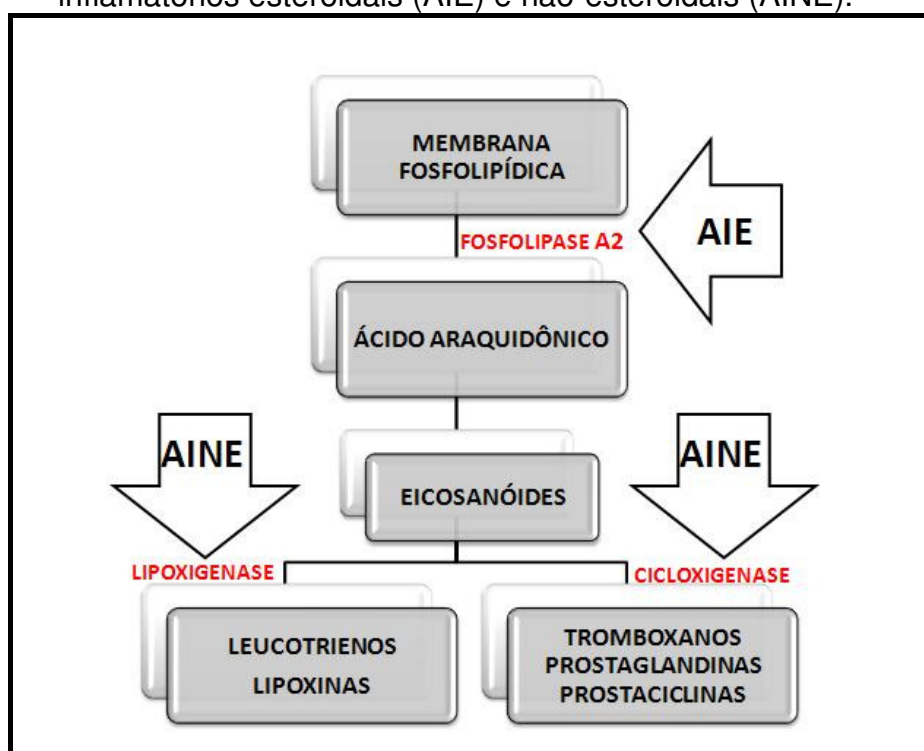 inflamatórios esteroidais (AIE) e não-esteroidais (AINE).
MEMBRANA
FOSFOLIPÍDICA
FOSFOLIPASE A2
AIE
ÁCIDO ARAQUIDÔNICO
AINE
AINE
EICOSANÓIDES
LIPOXIGENASE
CICLOXIGENASE
LEUCOTRIENOS
LIPOXINAS
TROMBOXANOS
PROSTAGLANDINAS
PROSTACICLINAS